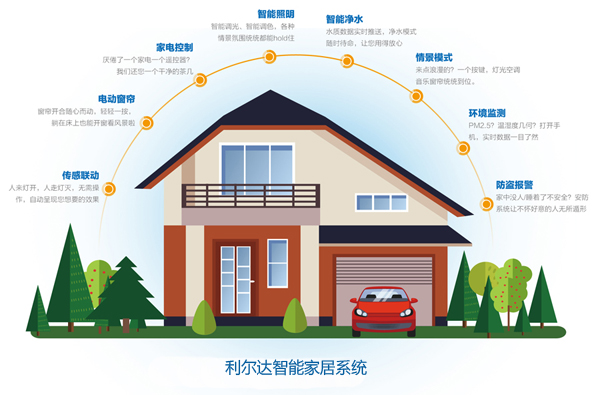 智能照明
智能调光、智能调色，各种
情景氛围统统都能hold住
智能净水
水质数据实时推送，净水模式
随时待命，让您用得放心
家电控制
厌倦了一个家电一个遥控器？
我们还您一个干净的茶几
情景模式
来点浪漫的？一个按键，灯光空调
音乐窗帘统统到位。
电动窗帘
窗帘开合随心而动，轻轻一按，
躺在床上也能开窗看风景啦
环境监测
PM2.5？温湿度几何？打开手
机，实时数据一目了然
传感联动
人来灯开，人走灯灭，无需操
作，自动呈现您想要的效果
防盗报警
家中没人/睡着了不安全？安防
系统让不怀好意的人无所遁形
利尔达智能家居系统